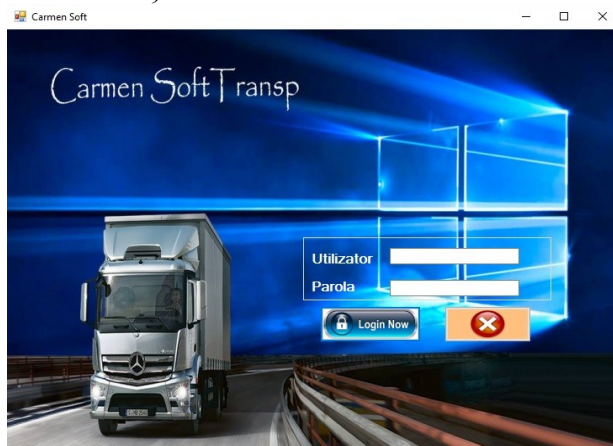 Carmen Soft
Carmen SoftTransp
Utilizator
Parola
Login Now